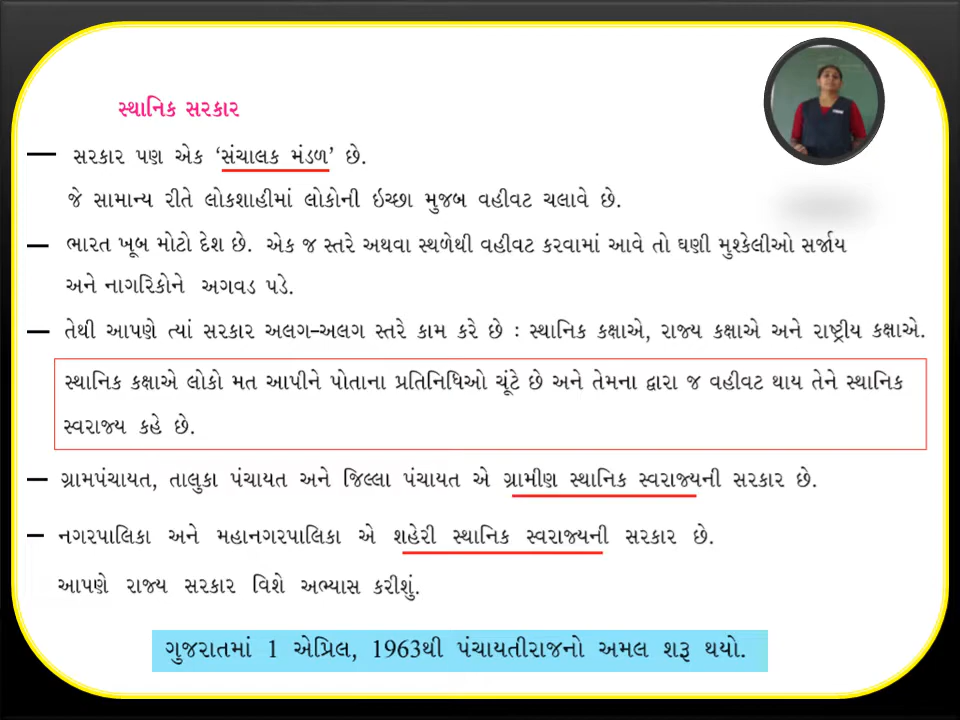 સ્થાનિક સરકાર
— સરકાર પણ એક ‘સંચાલક મંડળ’ છે.
જે સામાન્ય રીતે લોકશાહીમાં લોકોની ઇચ્છા મુજબ વહીવટ ચલાવે છે.
— ભારત ખૂબ મોટો દેશ છે. એક જ સ્તરે અથવા સ્થળેથી વહીવટ કરવામાં આવે તો ઘણી મુશ્કેલીઓ સર્જાય
અને નાગરિકોને અગવડ પડે.
— તેથી આપણે ત્યાં સરકાર અલગ-અલગ સ્તરે કામ કરે છે : સ્થાનિક કક્ષાએ, રાજ્ય કક્ષાએ અને રાષ્ટ્રીય કક્ષાએ.
સ્થાનિક કક્ષાએ લોકો મત આપીને પોતાના પ્રતિનિધિઓ ચૂંટે છે અને તેમના દ્વારા જ વહીવટ થાય તેને સ્થાનિક
સ્વરાજ્ય કહે છે.
— ગ્રામપંચાયત, તાલુકા પંચાયત અને જિલ્લા પંચાયત એ ગ્રામીણ સ્થાનિક સ્વરાજ્યની સરકાર છે.
— નગરપાલિકા અને મહાનગરપાલિકા એ શહેરી સ્થાનિક સ્વરાજ્યની સરકાર છે.
આપણે રાજ્ય સરકાર વિશે અભ્યાસ કરીશું.
ગુજરાતમાં 1 એપ્રિલ, 1963થી પંચાયતીરાજનો અમલ શરૂ થયો.